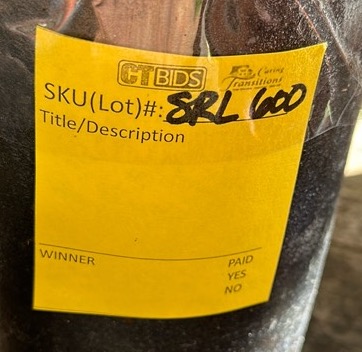 CTBIDS Caring Transitions
SKU(Lot)#: SRL 600
Title/Description
WINNER PAID
YES
NO